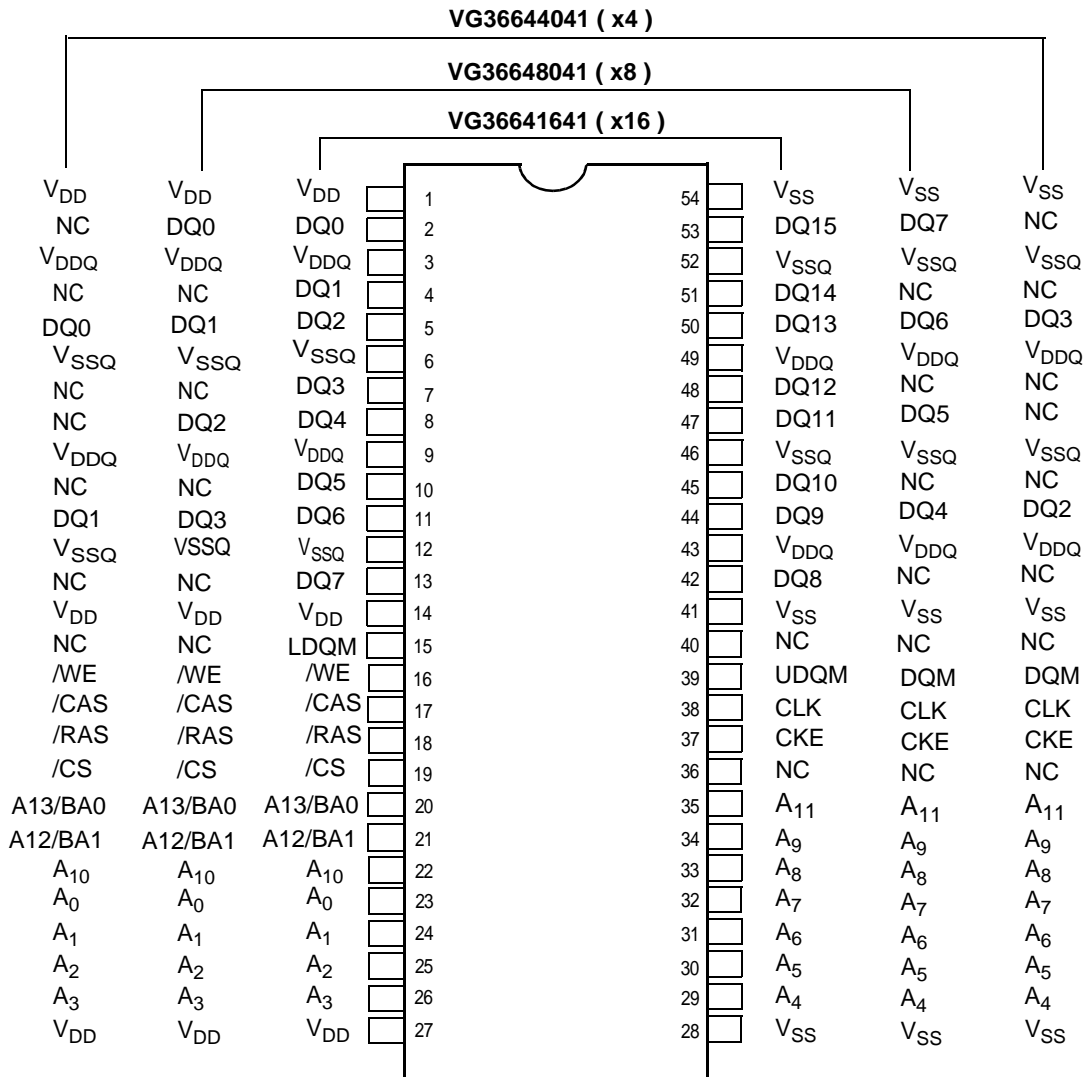 VG36644041 ( x4 )
VG36648041 ( x8 )
VG36641641 ( x16 )
VDD VDD VDD 1 54 VSS VSS VSS
NC DQ0 DQ0 2 53 DQ15 DQ7 NC
VDDQ VDDQ VDDQ 3 52 VSSQ VSSQ VSSQ
NC NC DQ1 4 51 DQ14 NC NC
DQ0 DQ1 DQ2 5 50 DQ13 DQ6 DQ3
VSSQ VSSQ VSSQ 6 49 VDDQ VDDQ VDDQ
NC NC DQ3 7 48 DQ12 NC NC
NC DQ2 DQ4 8 47 DQ11 DQ5 NC
VDDQ VDDQ VDDQ 9 46 VSSQ VSSQ VSSQ
NC NC DQ5 10 45 DQ10 NC NC
DQ1 DQ3 DQ6 11 44 DQ9 DQ4 DQ2
VSSQ VSSQ VSSQ 12 43 VDDQ VDDQ VDDQ
NC NC DQ7 13 42 DQ8 NC NC
VDD VDD VDD 14 41 VSS VSS VSS
NC NC LDQM 15 40 NC NC NC
/WE /WE /WE 16 39 UDQM DQM DQM
/CAS /CAS /CAS 17 38 CLK CLK CLK
/RAS /RAS /RAS 18 37 CKE CKE CKE
/CS /CS /CS 19 36 NC NC NC
A13/BA0 A13/BA0 A13/BA0 20 35 A11 A11 A11
A12/BA1 A12/BA1 A12/BA1 21 34 A9 A9 A9
A10 A10 A10 22 33 A8 A8 A8
A0 A0 A0 23 32 A7 A7 A7
A1 A1 A1 24 31 A6 A6 A6
A2 A2 A2 25 30 A5 A5 A5
A3 A3 A3 26 29 A4 A4 A4
VDD VDD VDD 27 28 VSS VSS VSS